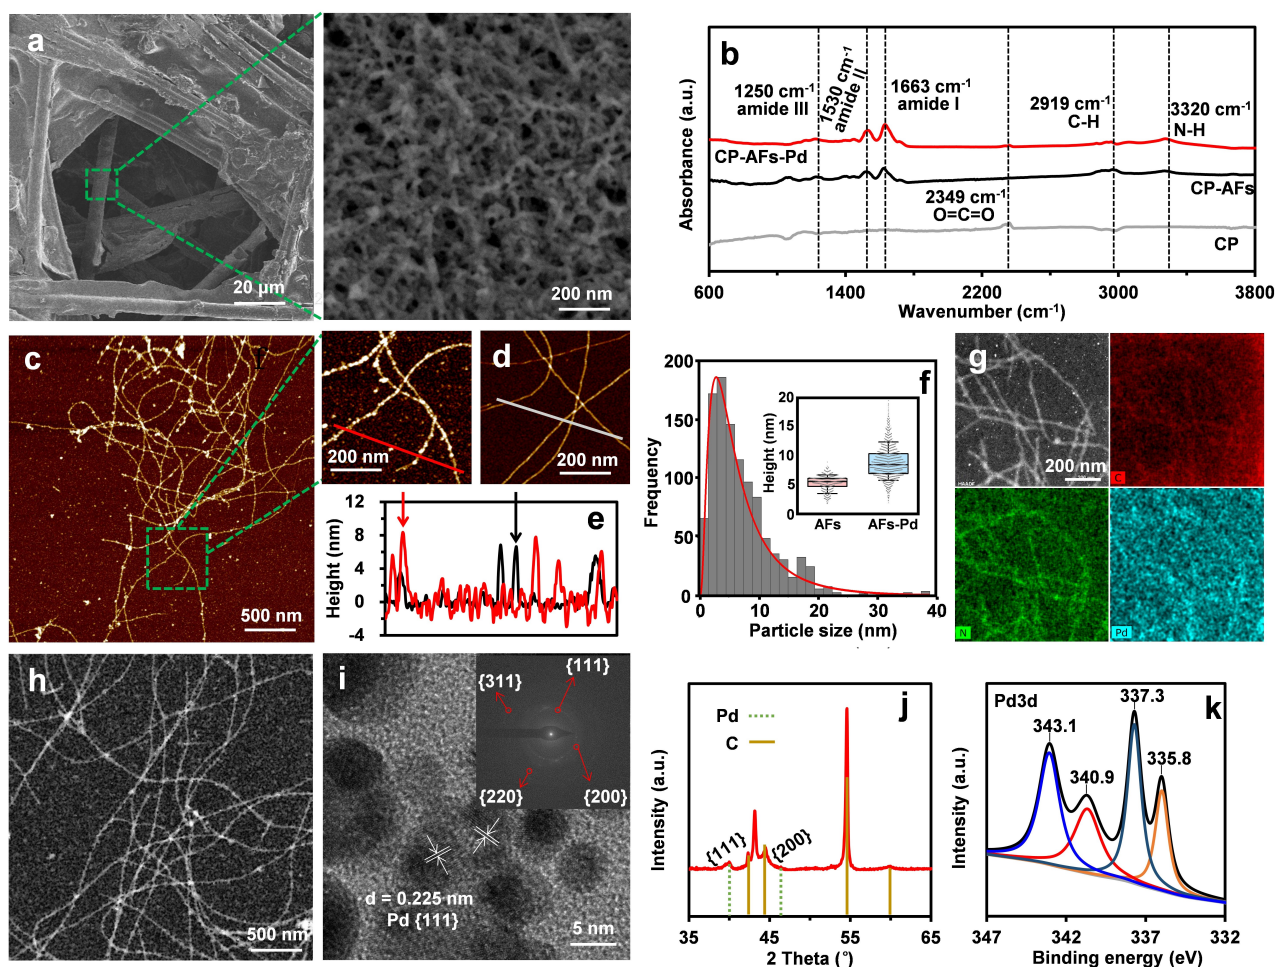 a
20 µm
200 nm
b
1250 cm-1
amide III
1530 cm-1
amide II
1663 cm-1
amide I
2919 cm-1
C-H
3320 cm-1
N-H
CP-AFs-Pd
CP-AFs
2349 cm-1
O=C=O
CP
Absorbance (a.u.)
600 1400 2200 3000 3800
Wavenumber (cm-1)
c
500 nm
200 nm
d
200 nm
e
12
8
4
0
-4
Height (nm)
f
200
150
100
50
0
Frequency
0 10 20 30 40
Particle size (nm)
20
15
10
5
0
Height (nm)
AFs AFs-Pd
g
200 nm
HAADF
C
N
Pd
h
500 nm
i
{111}
{311}
{220} {200}
d = 0.225 nm
Pd {111}
5 nm
j
Pd
C
{111} {200}
Intensity (a.u.)
35 45 55 65
2 Theta (°)
k
Pd3d
337.3
343.1
340.9
335.8
Intensity (a.u.)
347 342 337 332
Binding energy (eV)